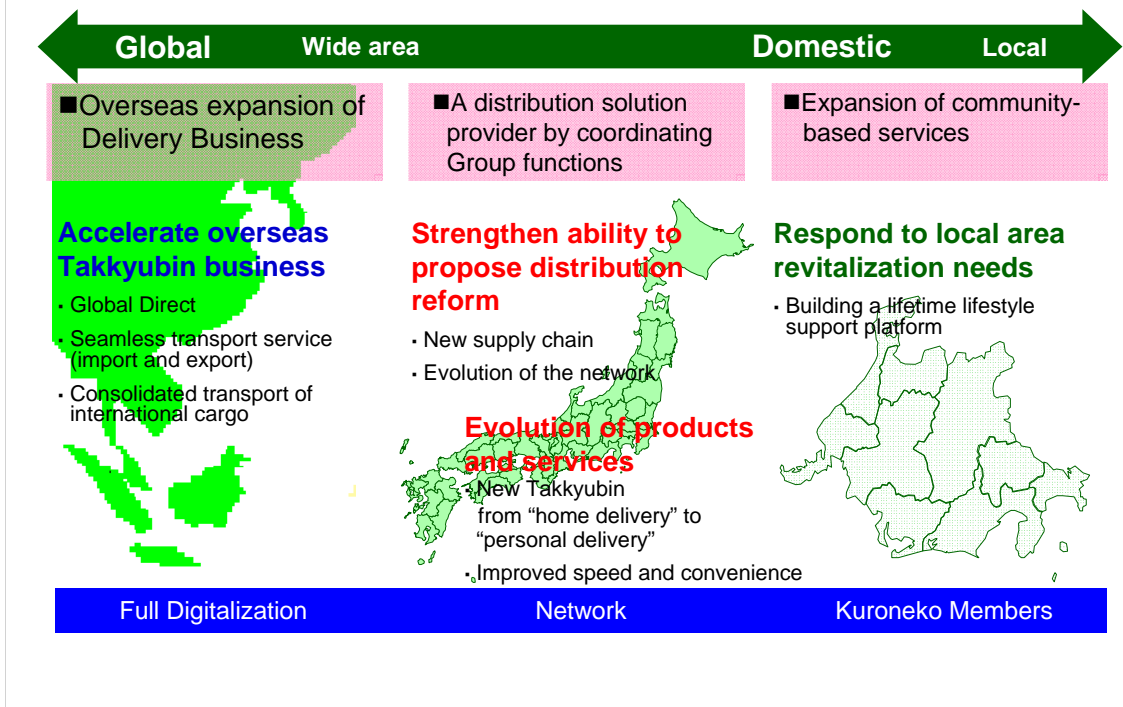 Global Wide area Domestic Local
■Overseas expansion of
Delivery Business
■A distribution solution
provider by coordinating
Group functions
■Expansion of community-
based services
Accelerate overseas
Takkyubin business
・Global Direct
・Seamless transport service
(import and export)
・Consolidated transport of
international cargo
Strengthen ability to
propose distribution
reform
・New supply chain
・Evolution of the network
Evolution of products
and services
・New Takkyubin
from “home delivery” to
“personal delivery”
・Improved speed and convenience
Respond to local area
revitalization needs
・Building a lifetime lifestyle
support platform
Full Digitalization Network Kuroneko Members